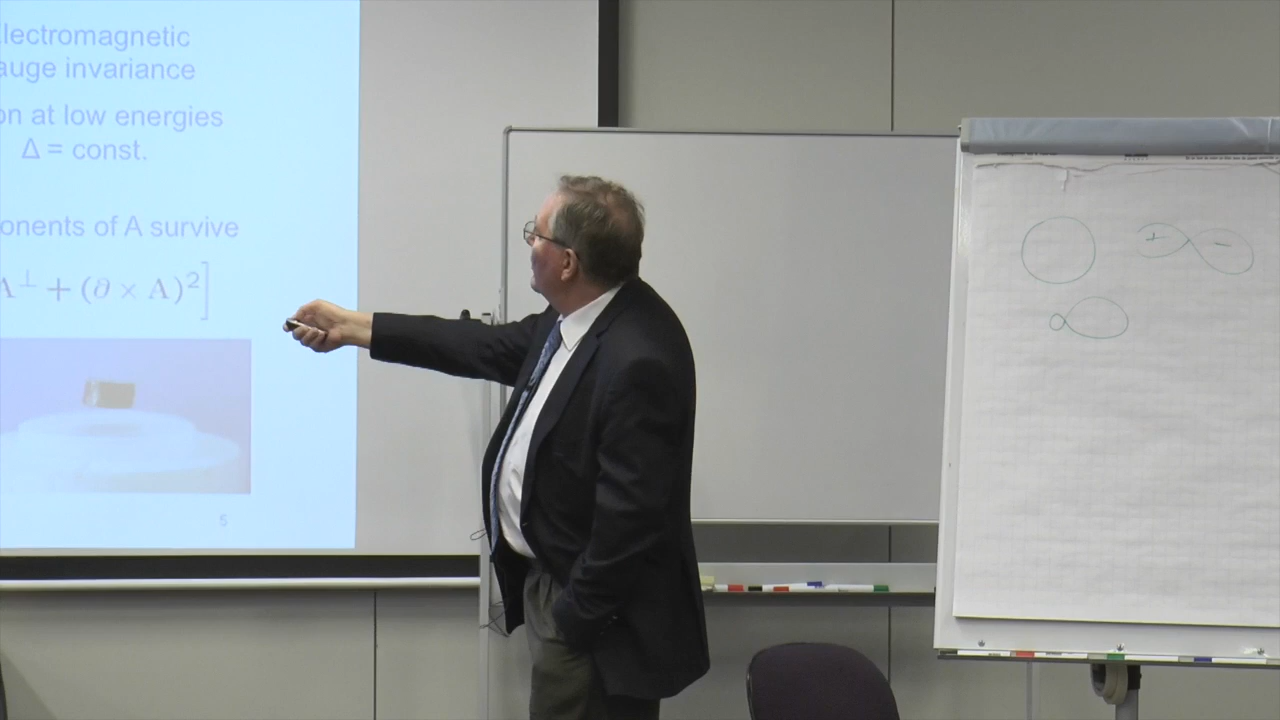 lectromagnetic
auge invariance
on at low energies
Δ = const.
onents of A survive
A⊥ + (∂ × A)²]
5
+ -